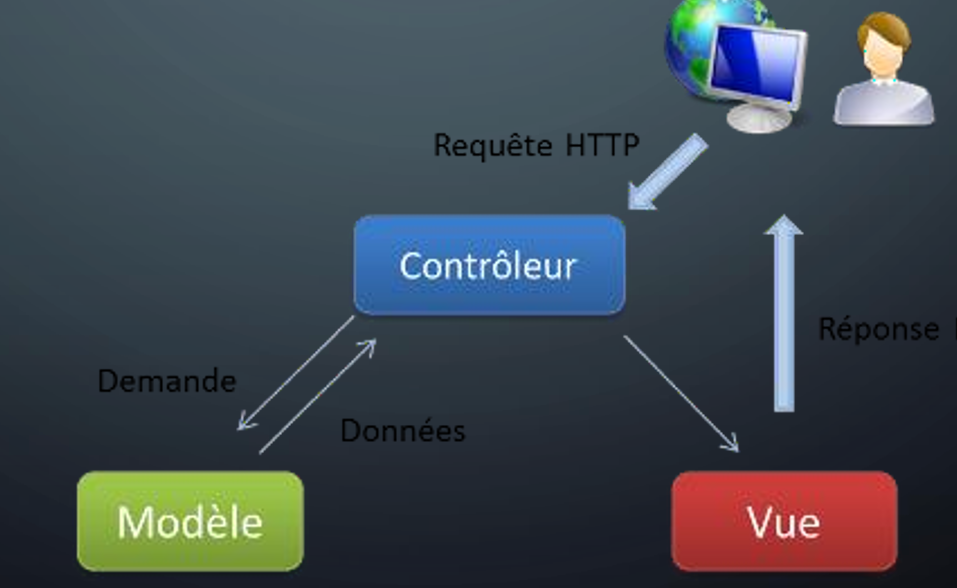 Requête HTTP
Contrôleur
Réponse
Demande
Données
Modèle
Vue